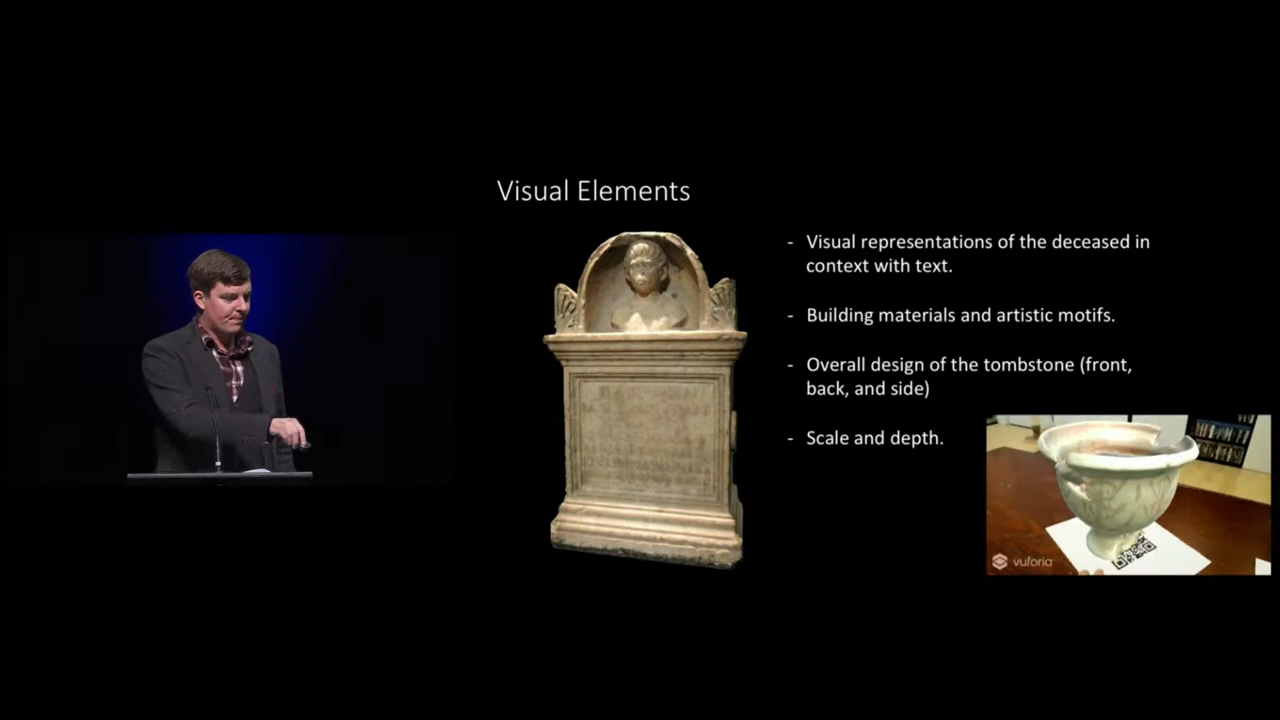 Visual Elements
- Visual representations of the deceased in
context with text.
- Building materials and artistic motifs.
- Overall design of the tombstone (front,
back, and side)
- Scale and depth.
vuforia™